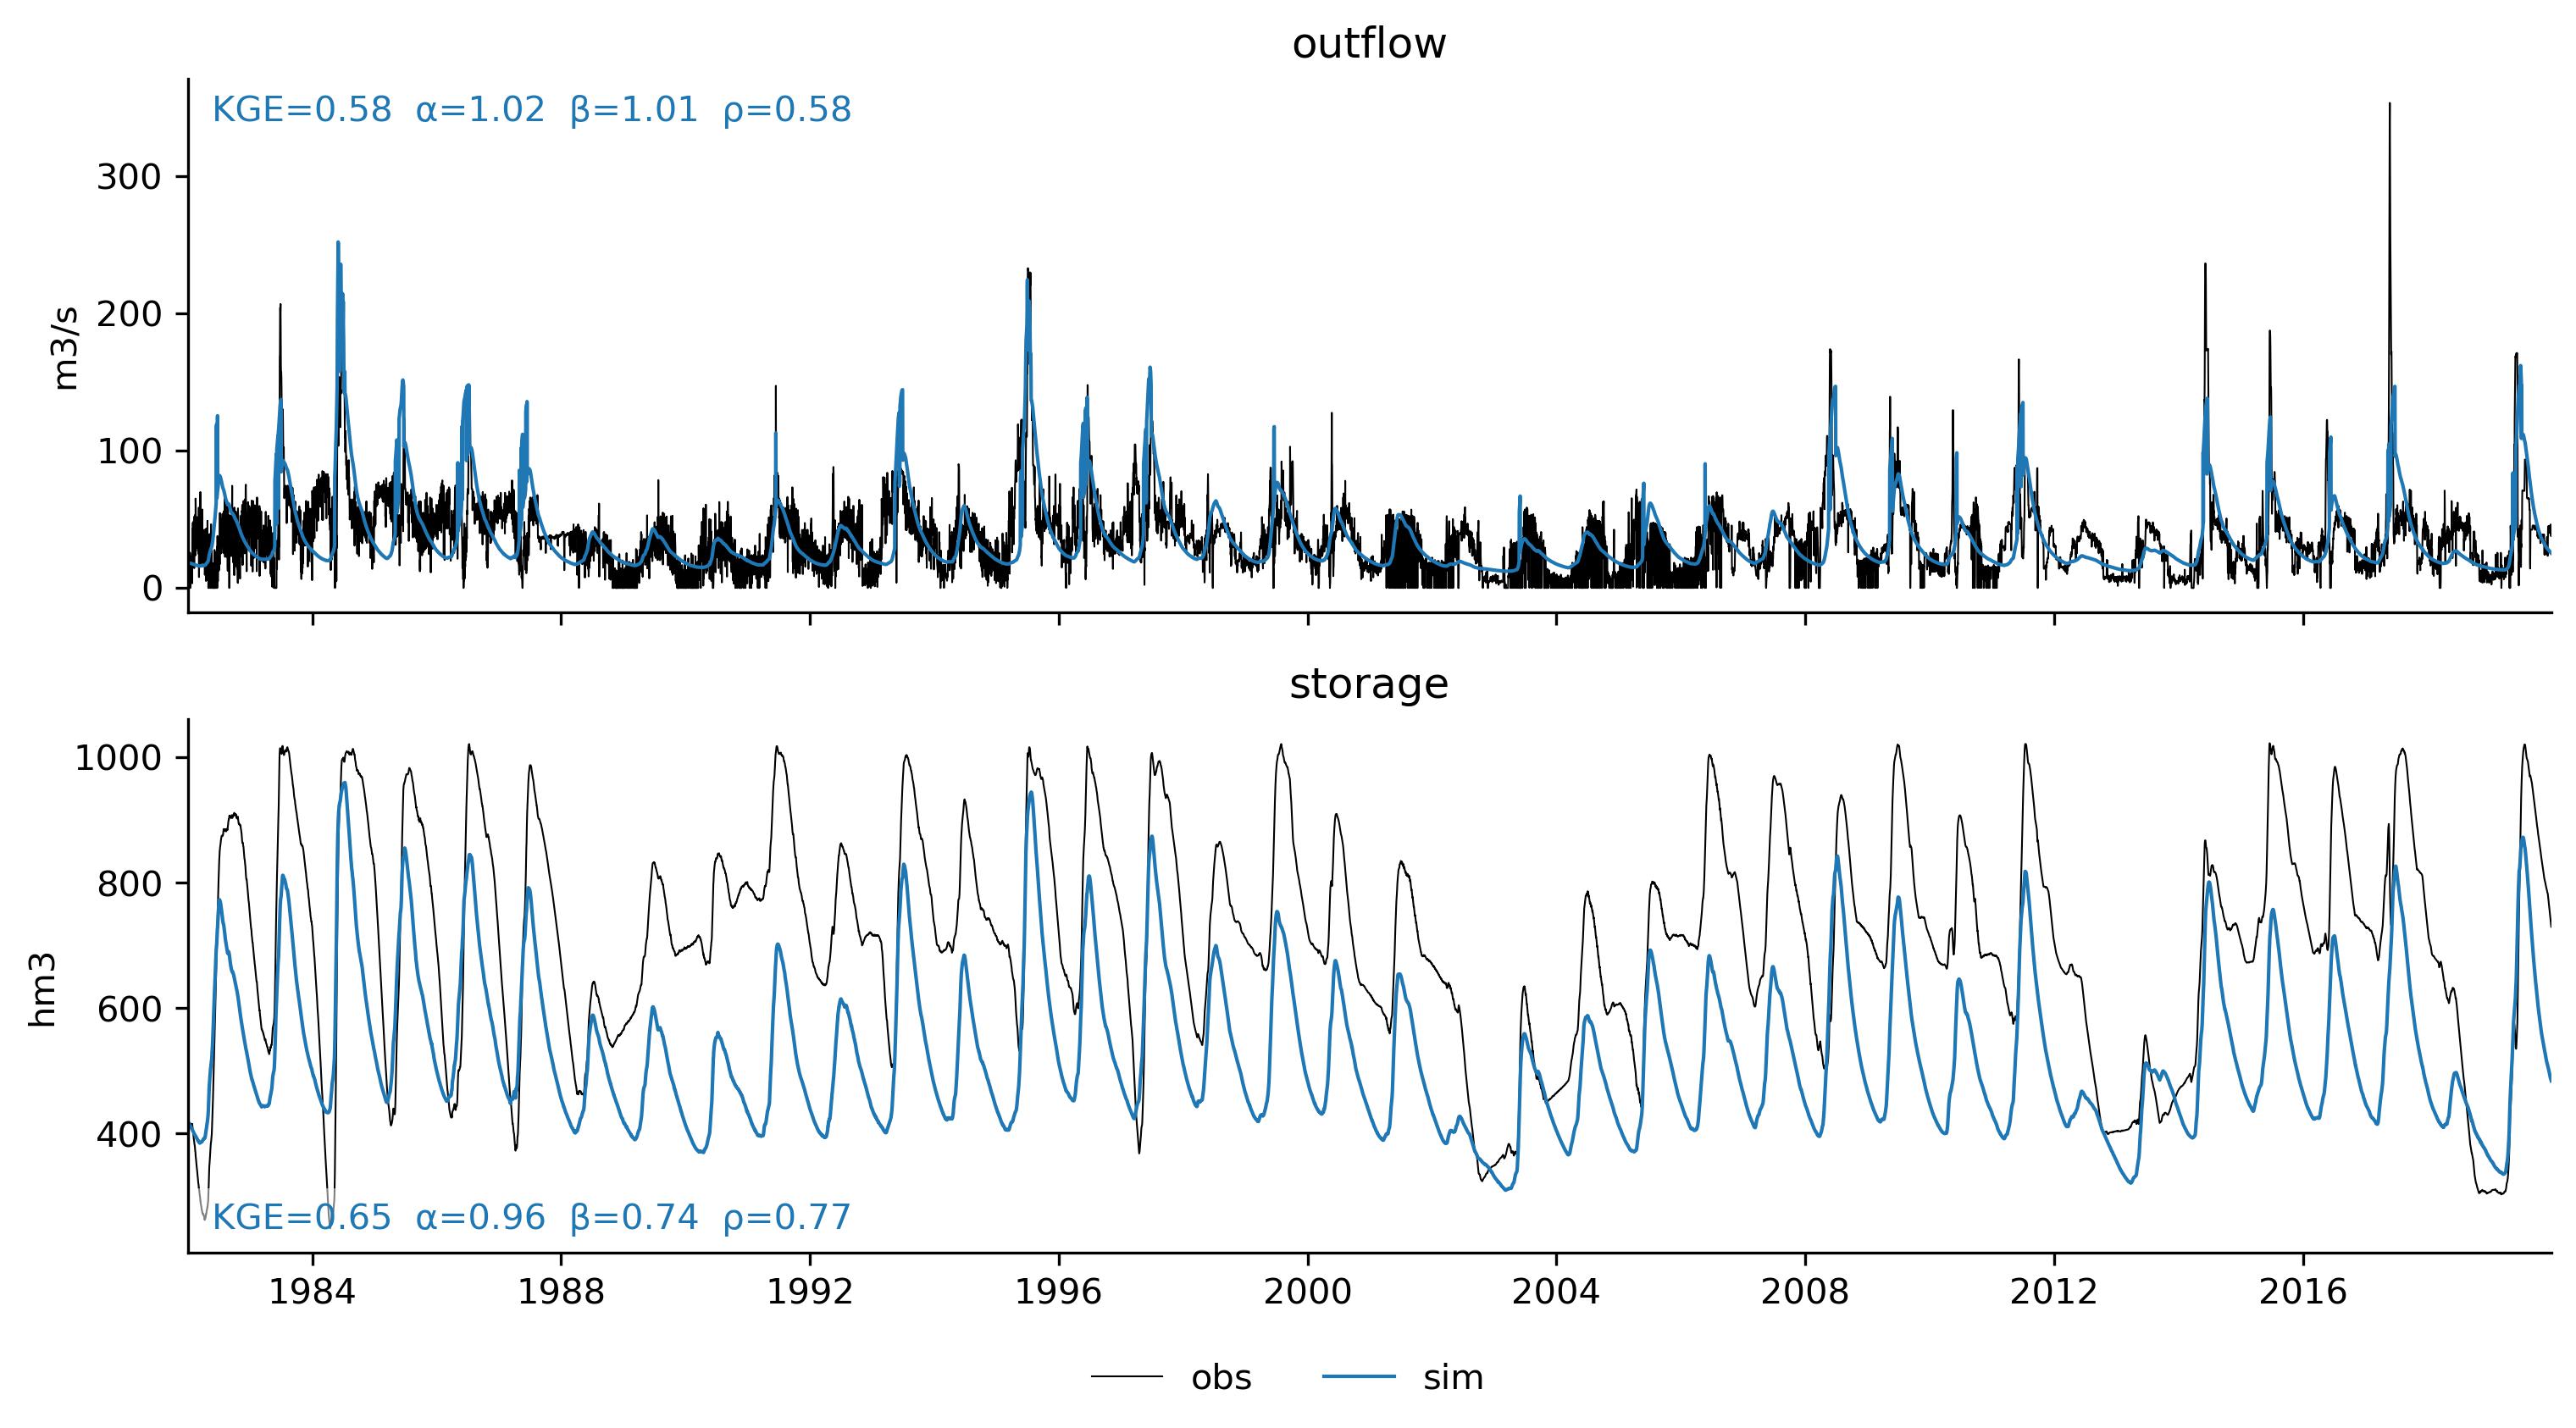 outflow
KGE=0.58 α=1.02 β=1.01 ρ=0.58
m3/s
300
200
100
0
storage
1000
800
600
400
hm3
KGE=0.65 α=0.96 β=0.74 ρ=0.77
1984 1988 1992 1996 2000 2004 2008 2012 2016
obs sim